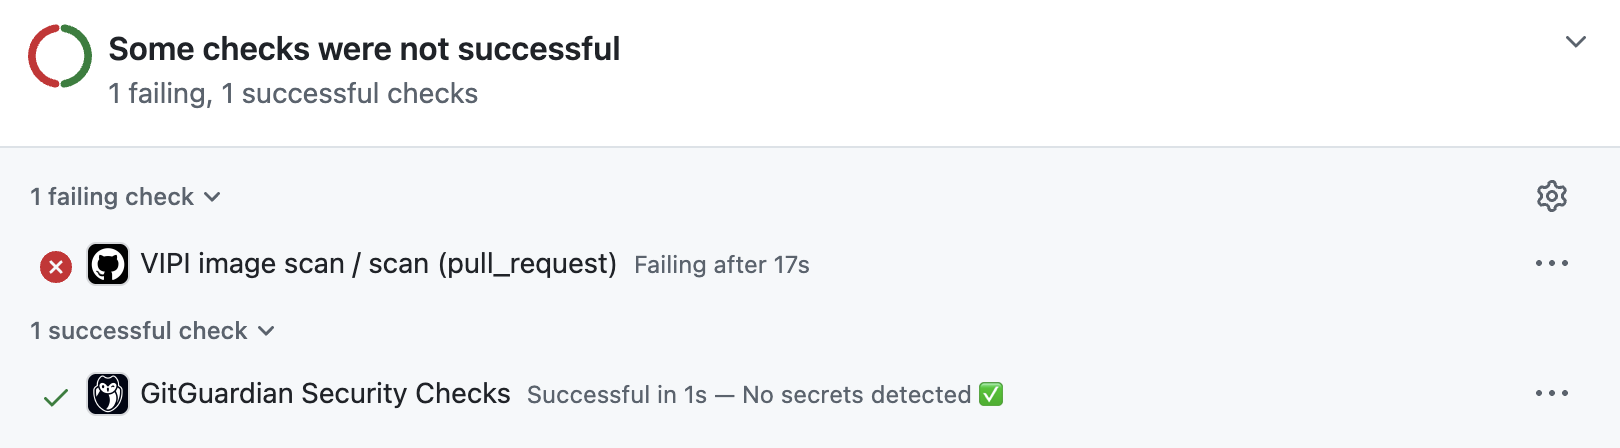 Some checks were not successful
1 failing, 1 successful checks
1 failing check
VIPI image scan / scan (pull_request) Failing after 17s
1 successful check
GitGuardian Security Checks Successful in 1s — No secrets detected ✅